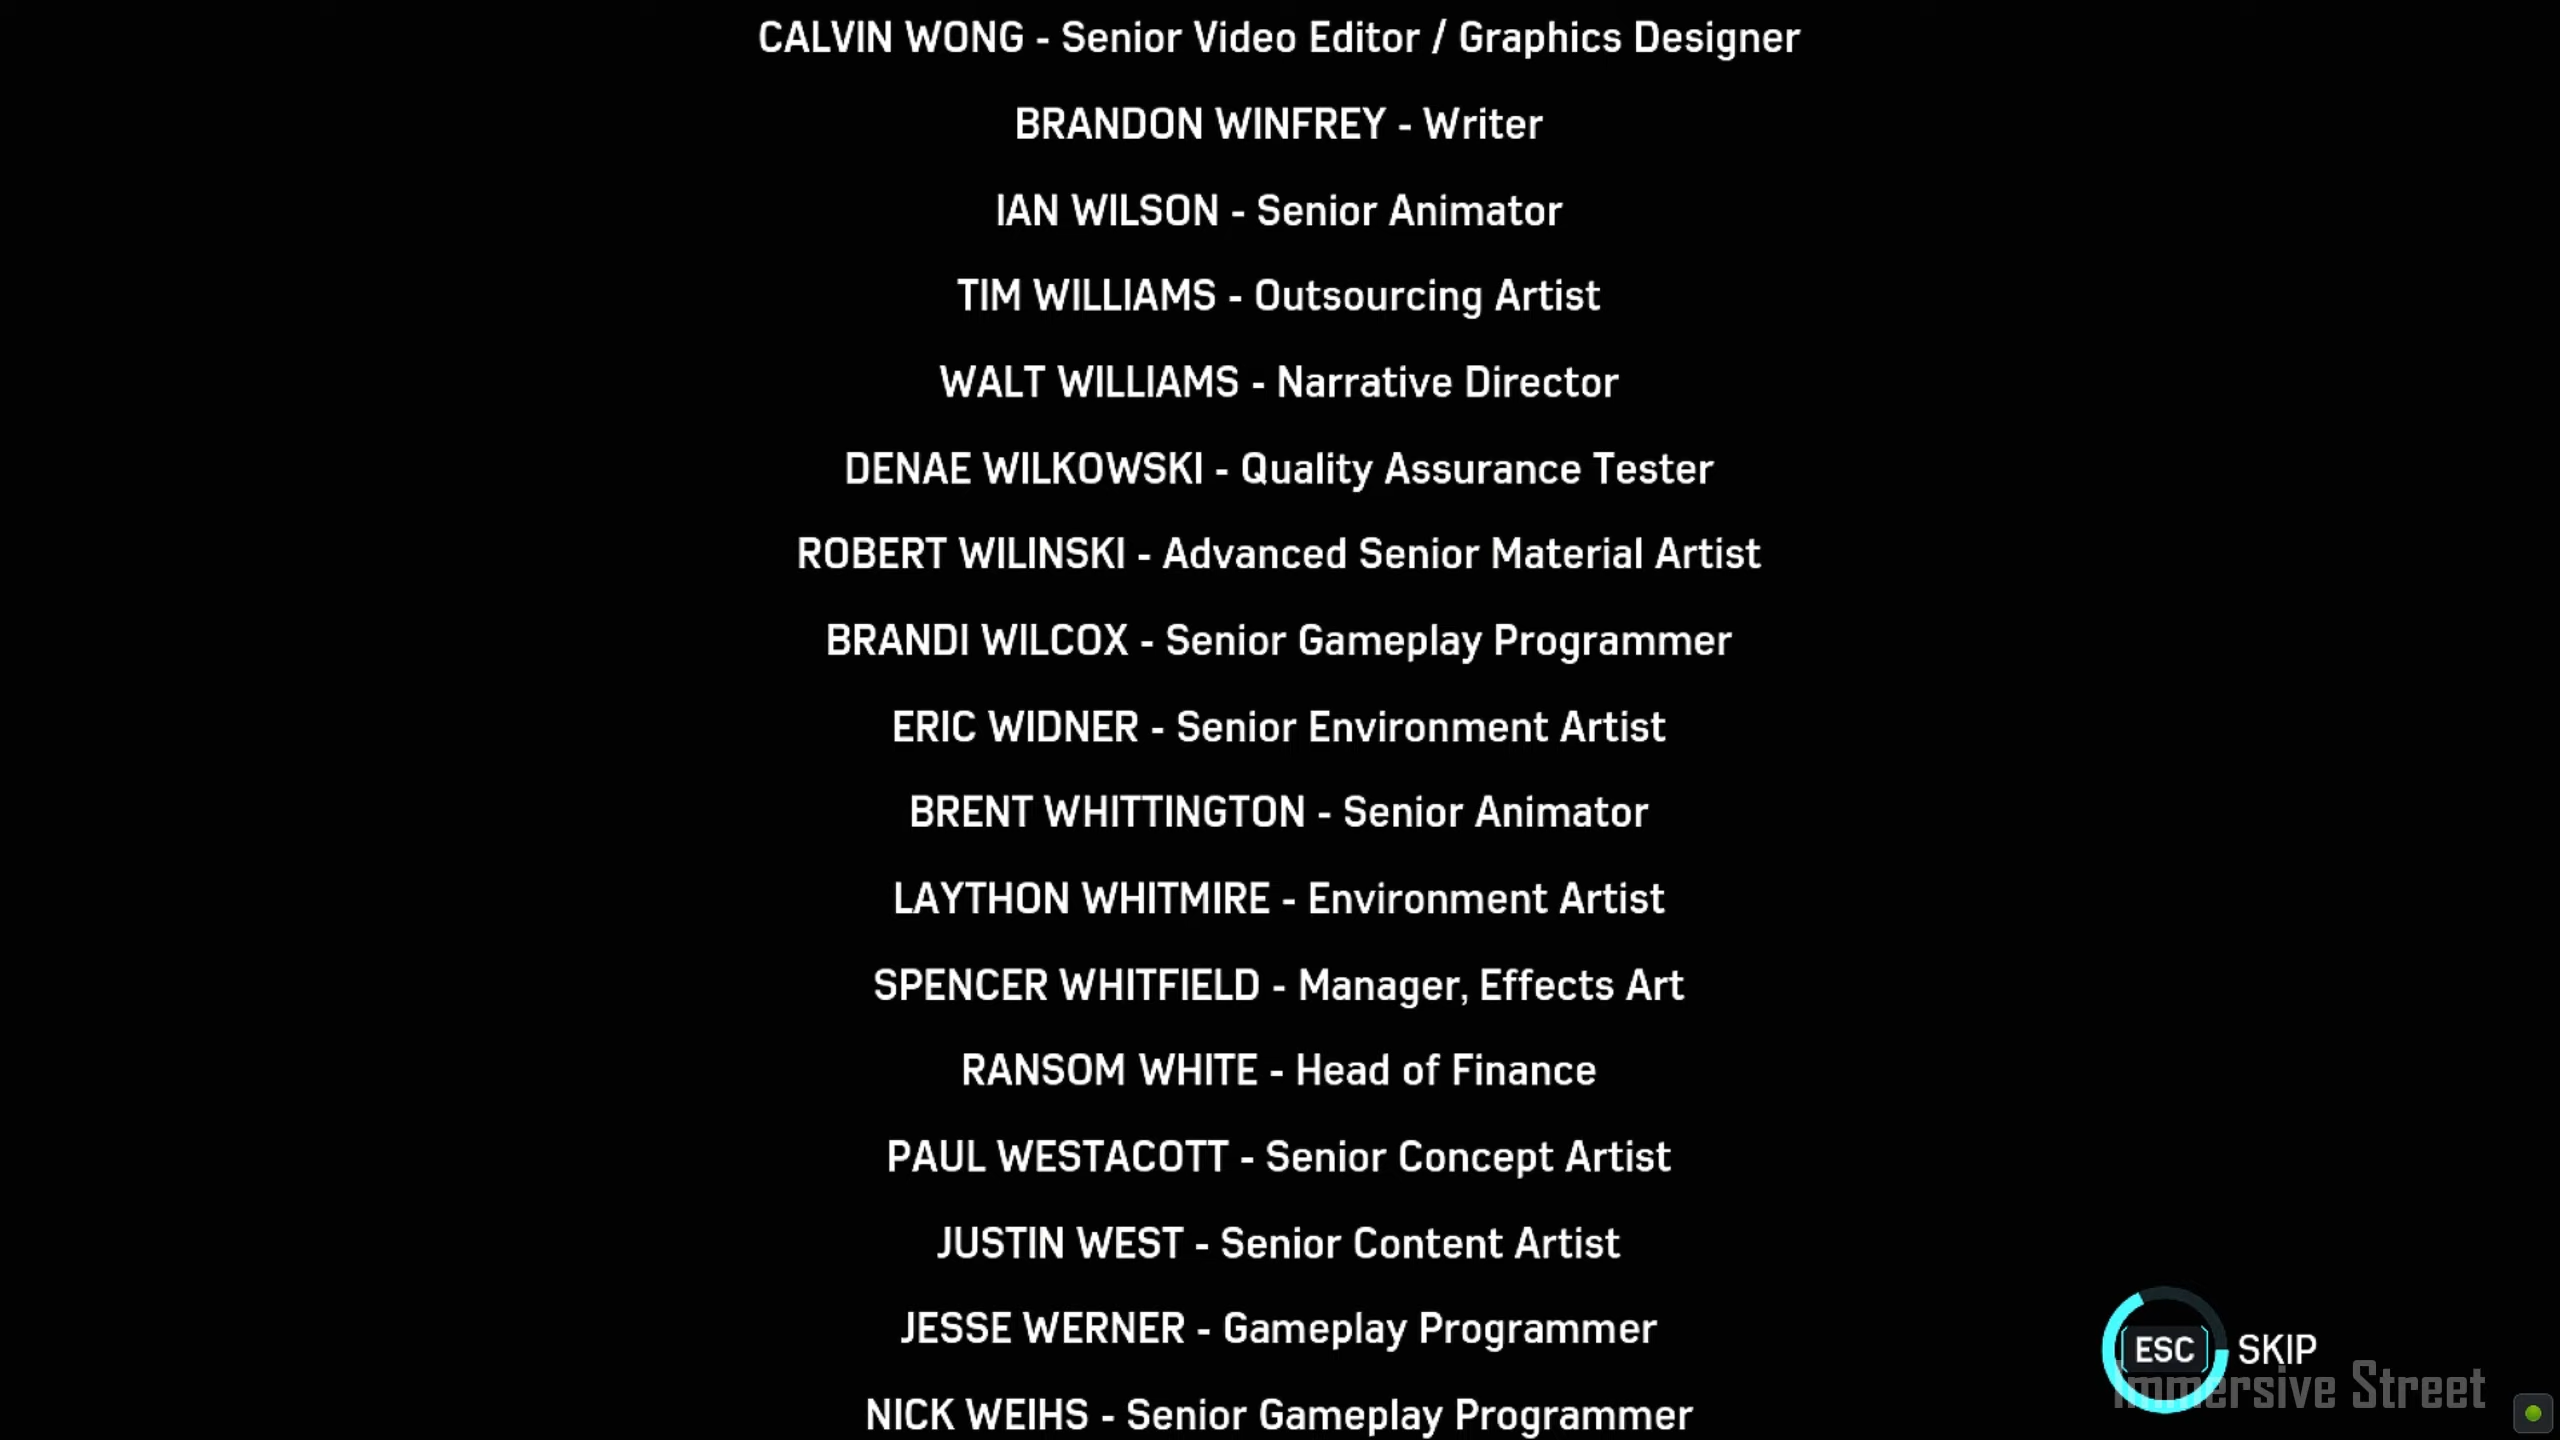 CALVIN WONG - Senior Video Editor / Graphics Designer
BRANDON WINFREY - Writer
IAN WILSON - Senior Animator
TIM WILLIAMS - Outsourcing Artist
WALT WILLIAMS - Narrative Director
DENAE WILKOWSKI - Quality Assurance Tester
ROBERT WILINSKI - Advanced Senior Material Artist
BRANDI WILCOX - Senior Gameplay Programmer
ERIC WIDNER - Senior Environment Artist
BRENT WHITTINGTON - Senior Animator
LAYTHON WHITMIRE - Environment Artist
SPENCER WHITFIELD - Manager, Effects Art
RANSOM WHITE - Head of Finance
PAUL WESTACOTT - Senior Concept Artist
JUSTIN WEST - Senior Content Artist
JESSE WERNER - Gameplay Programmer
NICK WEIHS - Senior Gameplay Programmer
ESC SKIP
Immersive Street